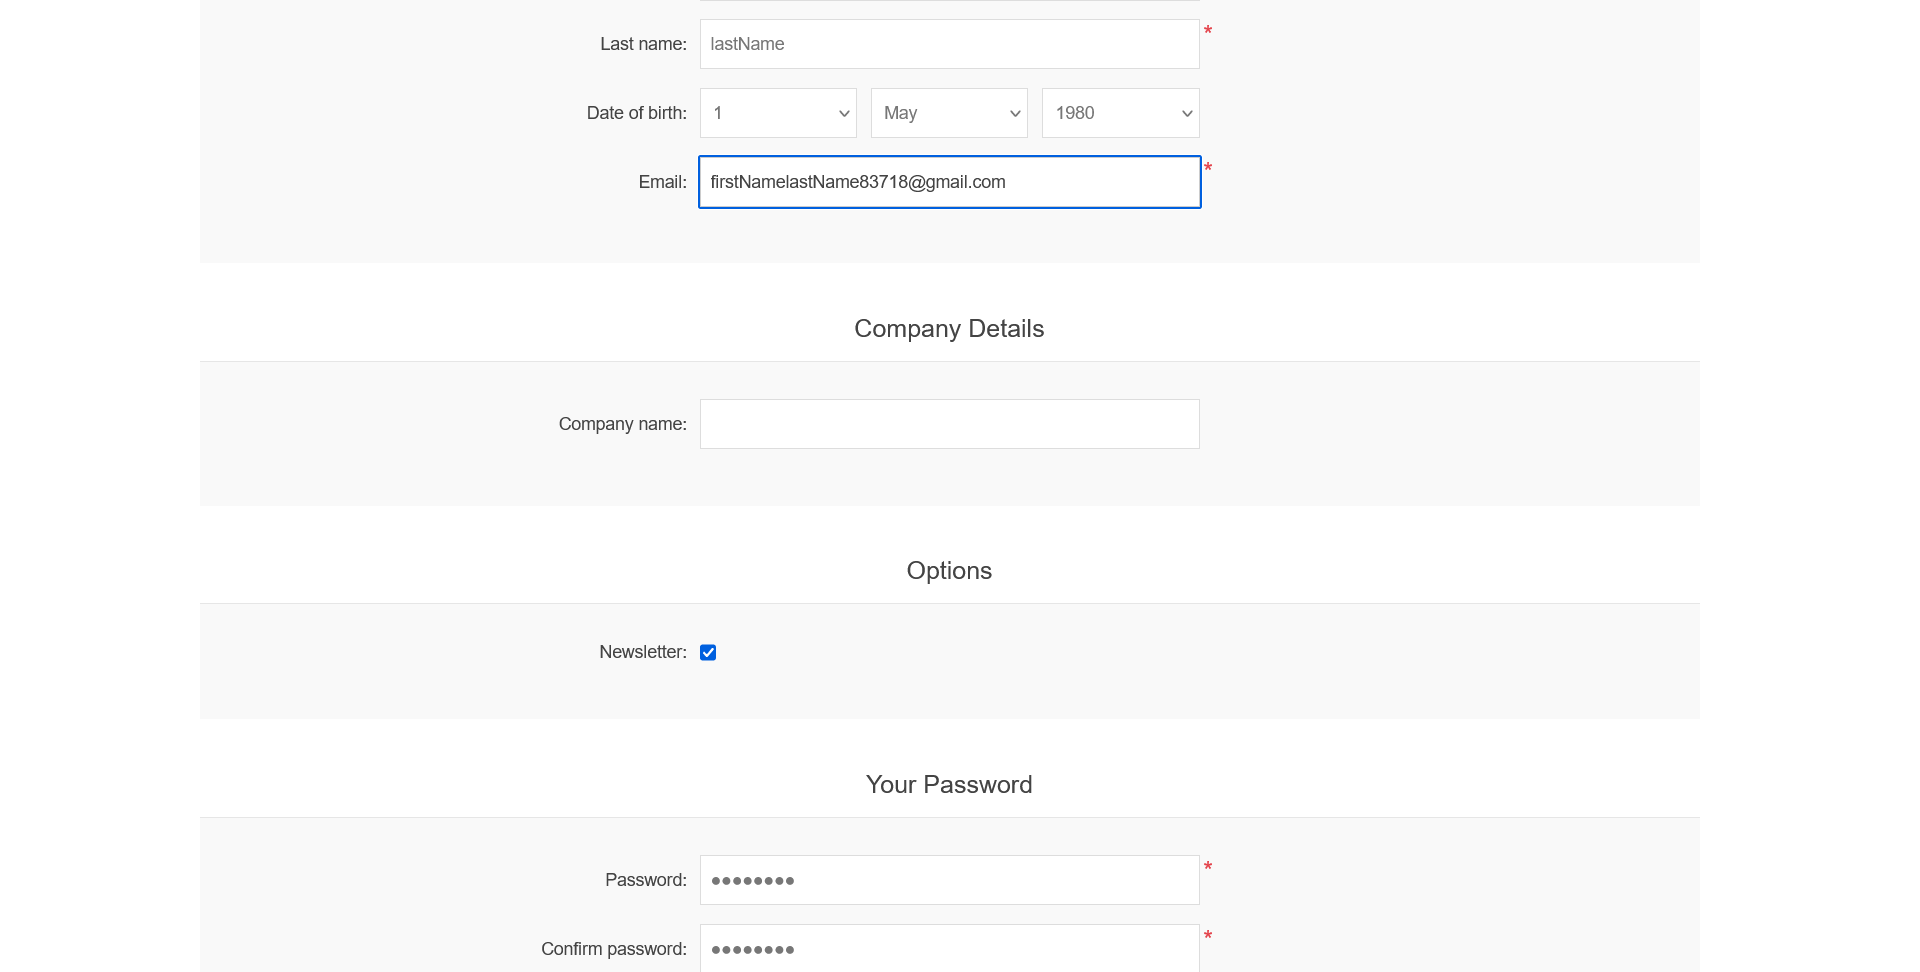 Last name: lastName *
Date of birth: 1 May 1980
Email: firstNamelastName83718@gmail.com *
Company Details
Company name:
Options
Newsletter:
Your Password
Password: ●●●●●●●● *
Confirm password: ●●●●●●●● *